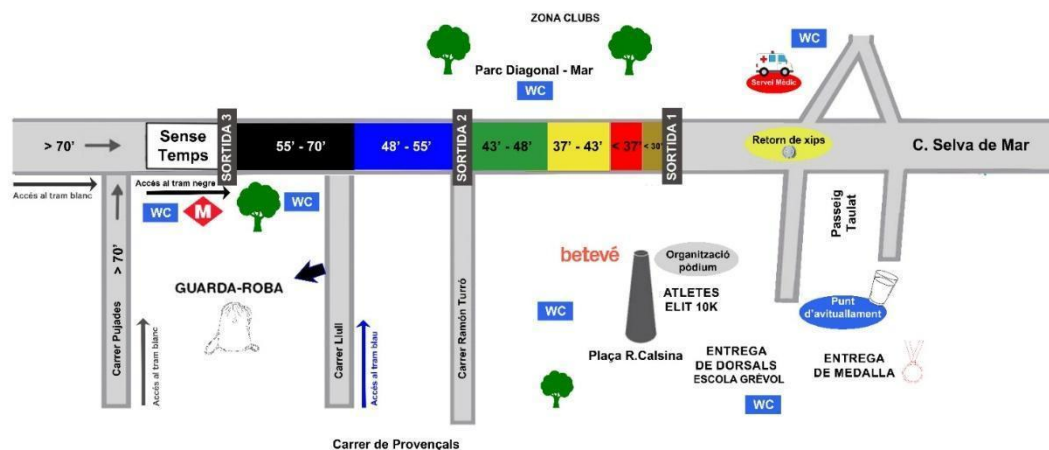 ZONA CLUBS
WC
Parc Diagonal - Mar
WC
Servei Mèdic
> 70'
Sense
Temps
SORTIDA 3
55' - 70'
48' - 55'
SORTIDA 2
43' - 48'
37' - 43'
< 37'
< 30'
SORTIDA 1
Retorn de xips
C. Selva de Mar
Accés al tram blanc
Accés al tram negre
WC
M
WC
> 70'
Carrer Pujades
Accés al tram blanc
GUARDA-ROBA
Carrer Llull
Accés al tram blau
Carrer Ramón Turró
betevé
Organització
pòdium
ATLETES
ELIT 10K
WC
Plaça R.Calsina
Passeig
Taulat
Punt
d'avituallament
ENTREGA
DE DORSALS
ESCOLA GRÈVOL
WC
ENTREGA
DE MEDALLA
Carrer de Provençals